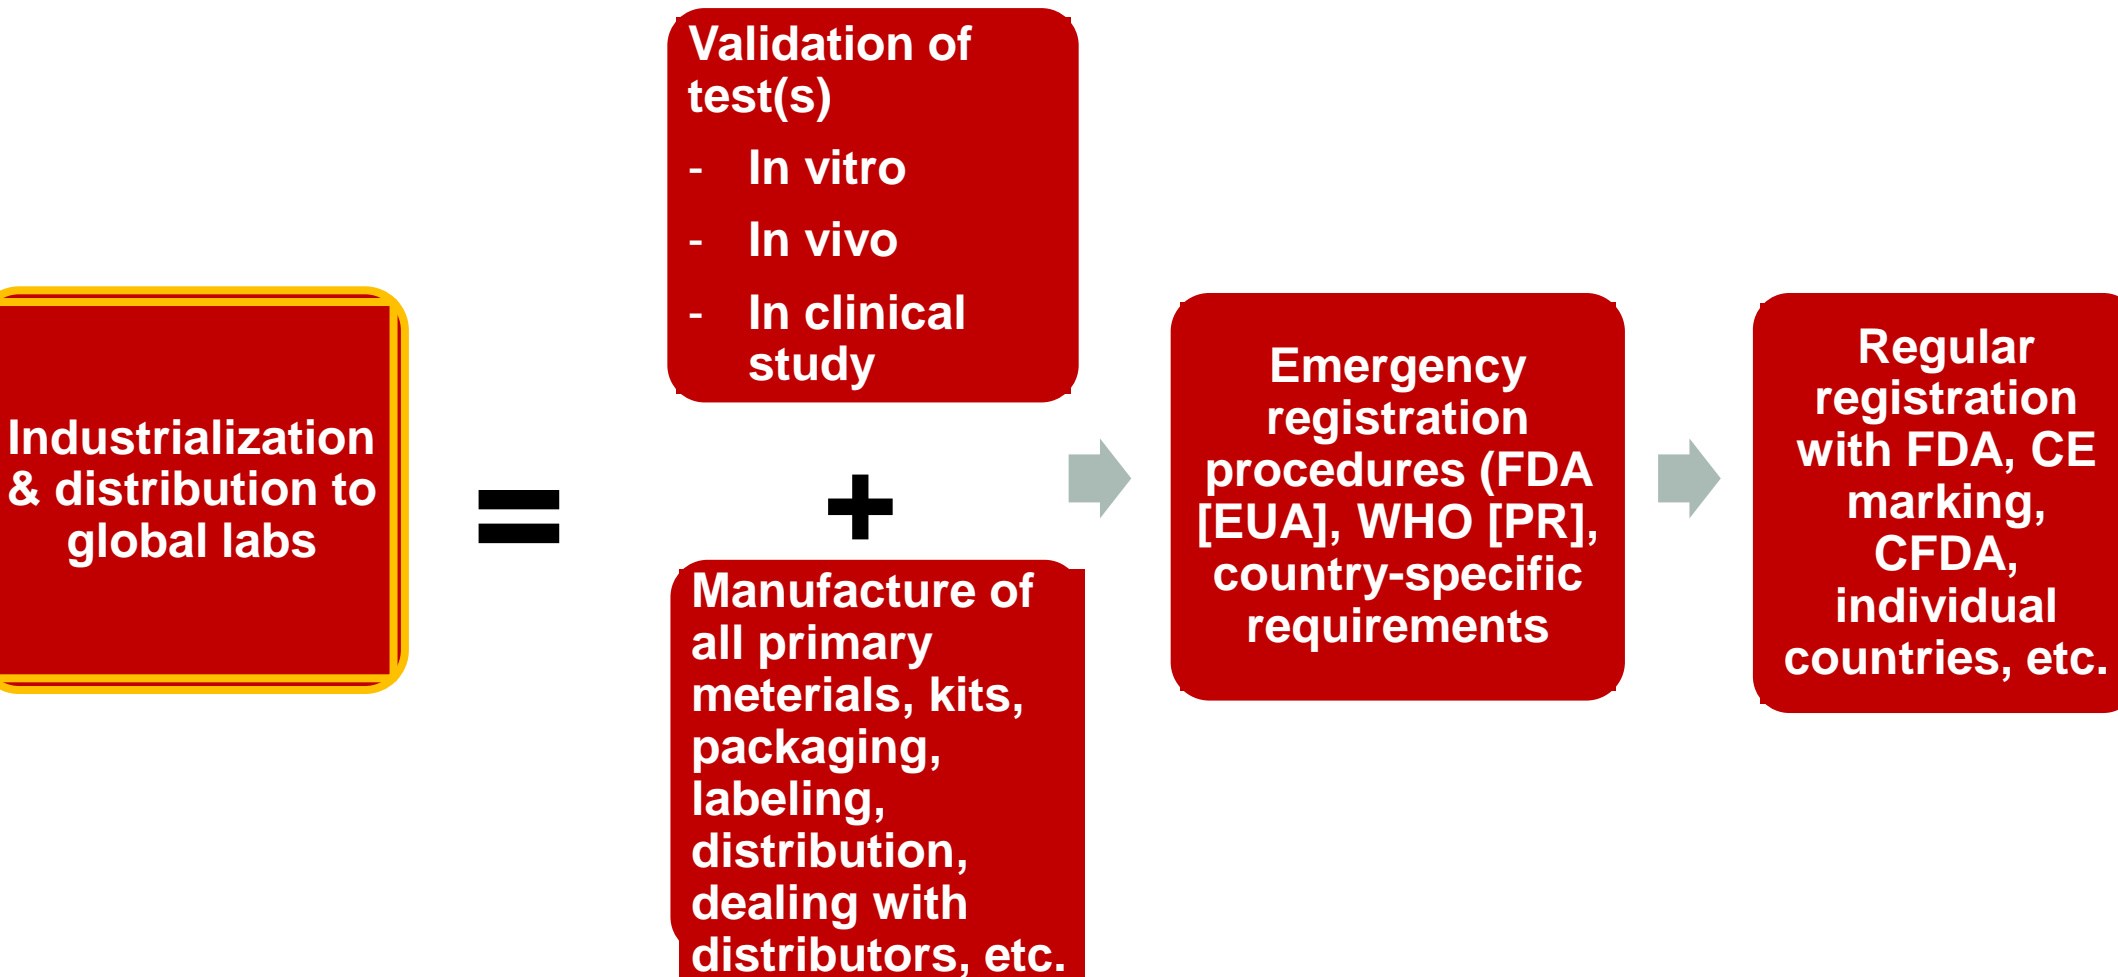 Industrialization
& distribution to
global labs
=
Validation of
test(s)
- In vitro
- In vivo
- In clinical
study
+
Manufacture of
all primary
meterials, kits,
packaging,
labeling,
distribution,
dealing with
distributors, etc.
Emergency
registration
procedures (FDA
[EUA], WHO [PR],
country-specific
requirements
Regular
registration
with FDA, CE
marking,
CFDA,
individual
countries, etc.